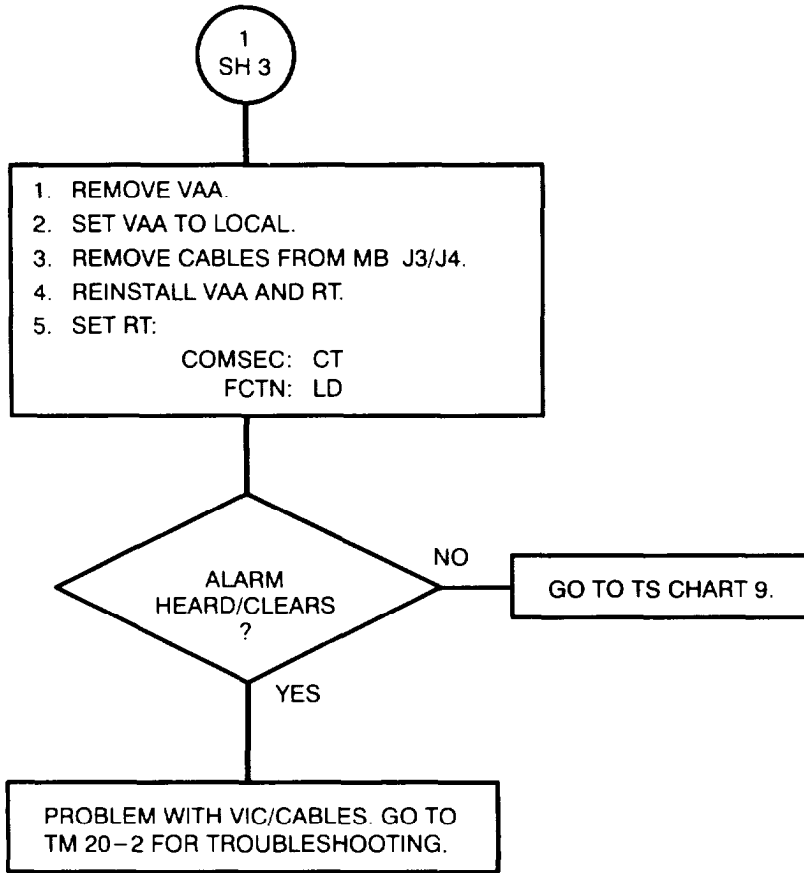 1
SH 3
1. REMOVE VAA.
2. SET VAA TO LOCAL.
3. REMOVE CABLES FROM MB J3/J4.
4. REINSTALL VAA AND RT.
5. SET RT:
COMSEC: CT
FCTN: LD
ALARM
HEARD/CLEARS
?
NO
GO TO TS CHART 9.
YES
PROBLEM WITH VIC/CABLES. GO TO
TM 20-2 FOR TROUBLESHOOTING.